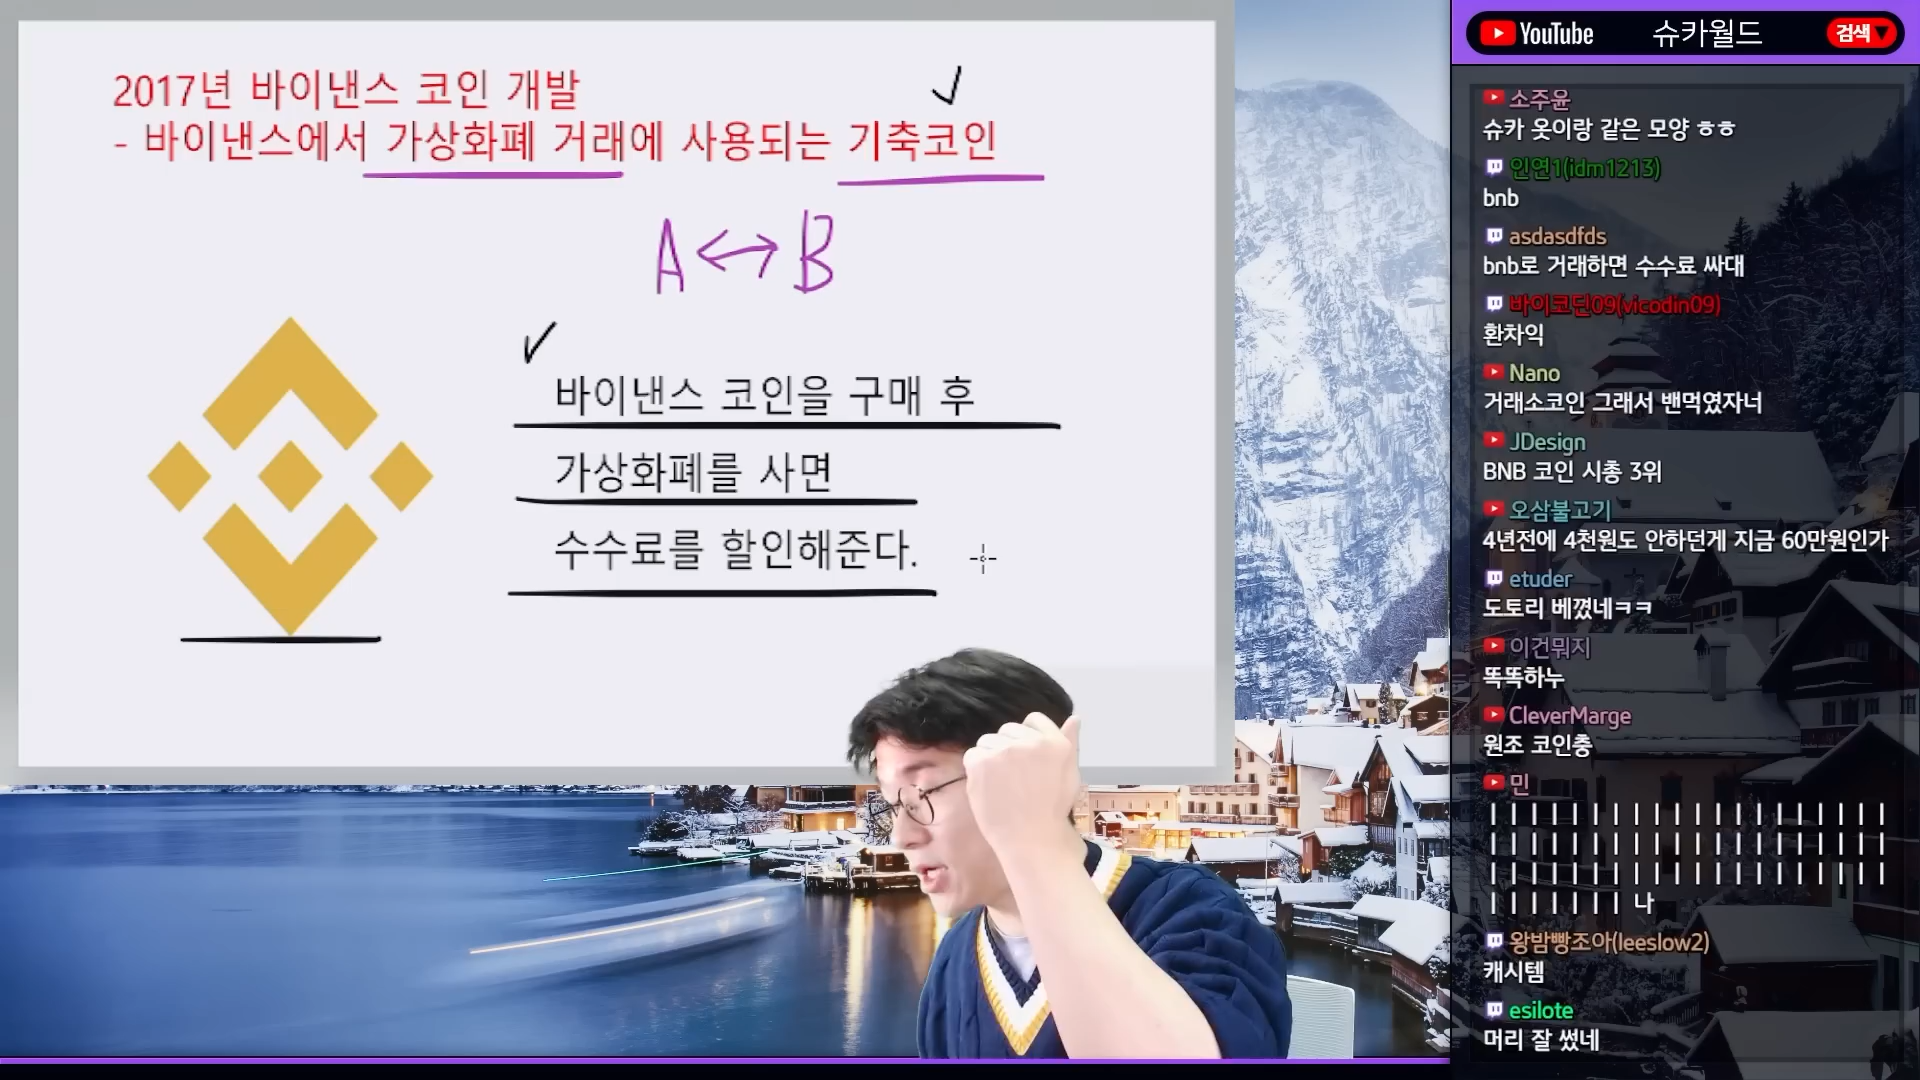 2017년 바이낸스 코인 개발
- 바이낸스에서 가상화폐 거래에 사용되는 기축코인
A ↔ B
바이낸스 코인을 구매 후
가상화폐를 사면
수수료를 할인해준다.
YouTube 슈카월드 검색▼
소주윤
슈카 옷이랑 같은 모양 ㅎㅎ
인연1(idm1213)
bnb
asdasdfds
bnb로 거래하면 수수료 싸대
바이코딘09(vicodin09)
환차익
Nano
거래소코인 그래서 밴먹였자너
JDesign
BNB 코인 시총 3위
오삼불고기
4년전에 4천원도 안하던게 지금 60만원인가
etuder
도토리 베꼈네ㅋㅋ
이건뭐지
똑똑하누
CleverMarge
원조 코인충
민
ㅣㅣㅣㅣㅣㅣㅣㅣㅣㅣㅣㅣㅣㅣㅣㅣㅣㅣㅣㅣ
ㅣㅣㅣㅣㅣㅣㅣㅣㅣㅣㅣㅣㅣㅣㅣㅣㅣㅣㅣㅣ
ㅣㅣㅣㅣㅣㅣㅣㅣㅣㅣㅣㅣㅣㅣㅣㅣㅣㅣㅣㅣ
ㅣㅣㅣㅣㅣㅣㅣ나
왕밤빵조아(leeslow2)
캐시템
esilote
머리 잘 썼네